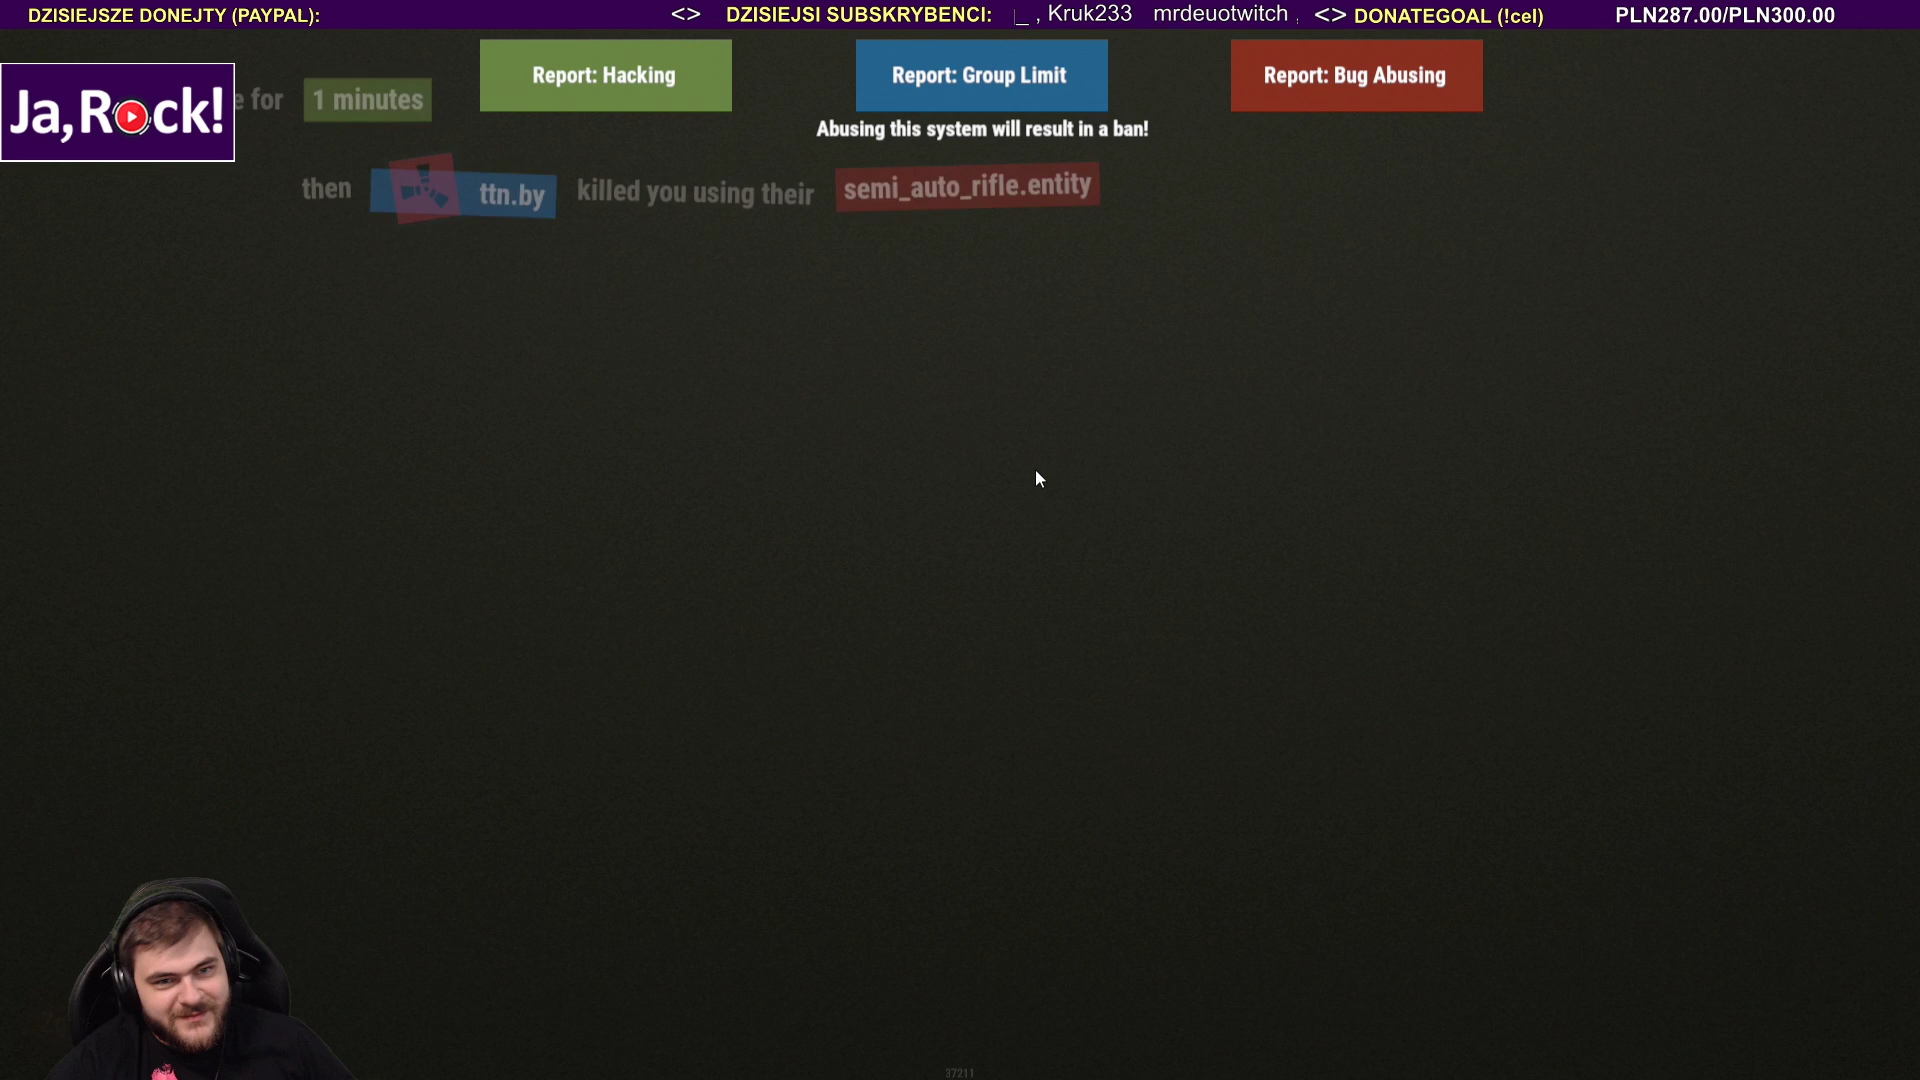 DZISIEJSZE DONEJTY (PAYPAL): <> DZISIEJSI SUBSKRYBENCI: _ , Kruk233 mrdeuotwitch , <> DONATEGOAL (!cel) PLN287.00/PLN300.00
Report: Hacking Report: Group Limit Report: Bug Abusing
Ja,Rock! e for 1 minutes
Abusing this system will result in a ban!
then ttn.by killed you using their semi_auto_rifle.entity
37211